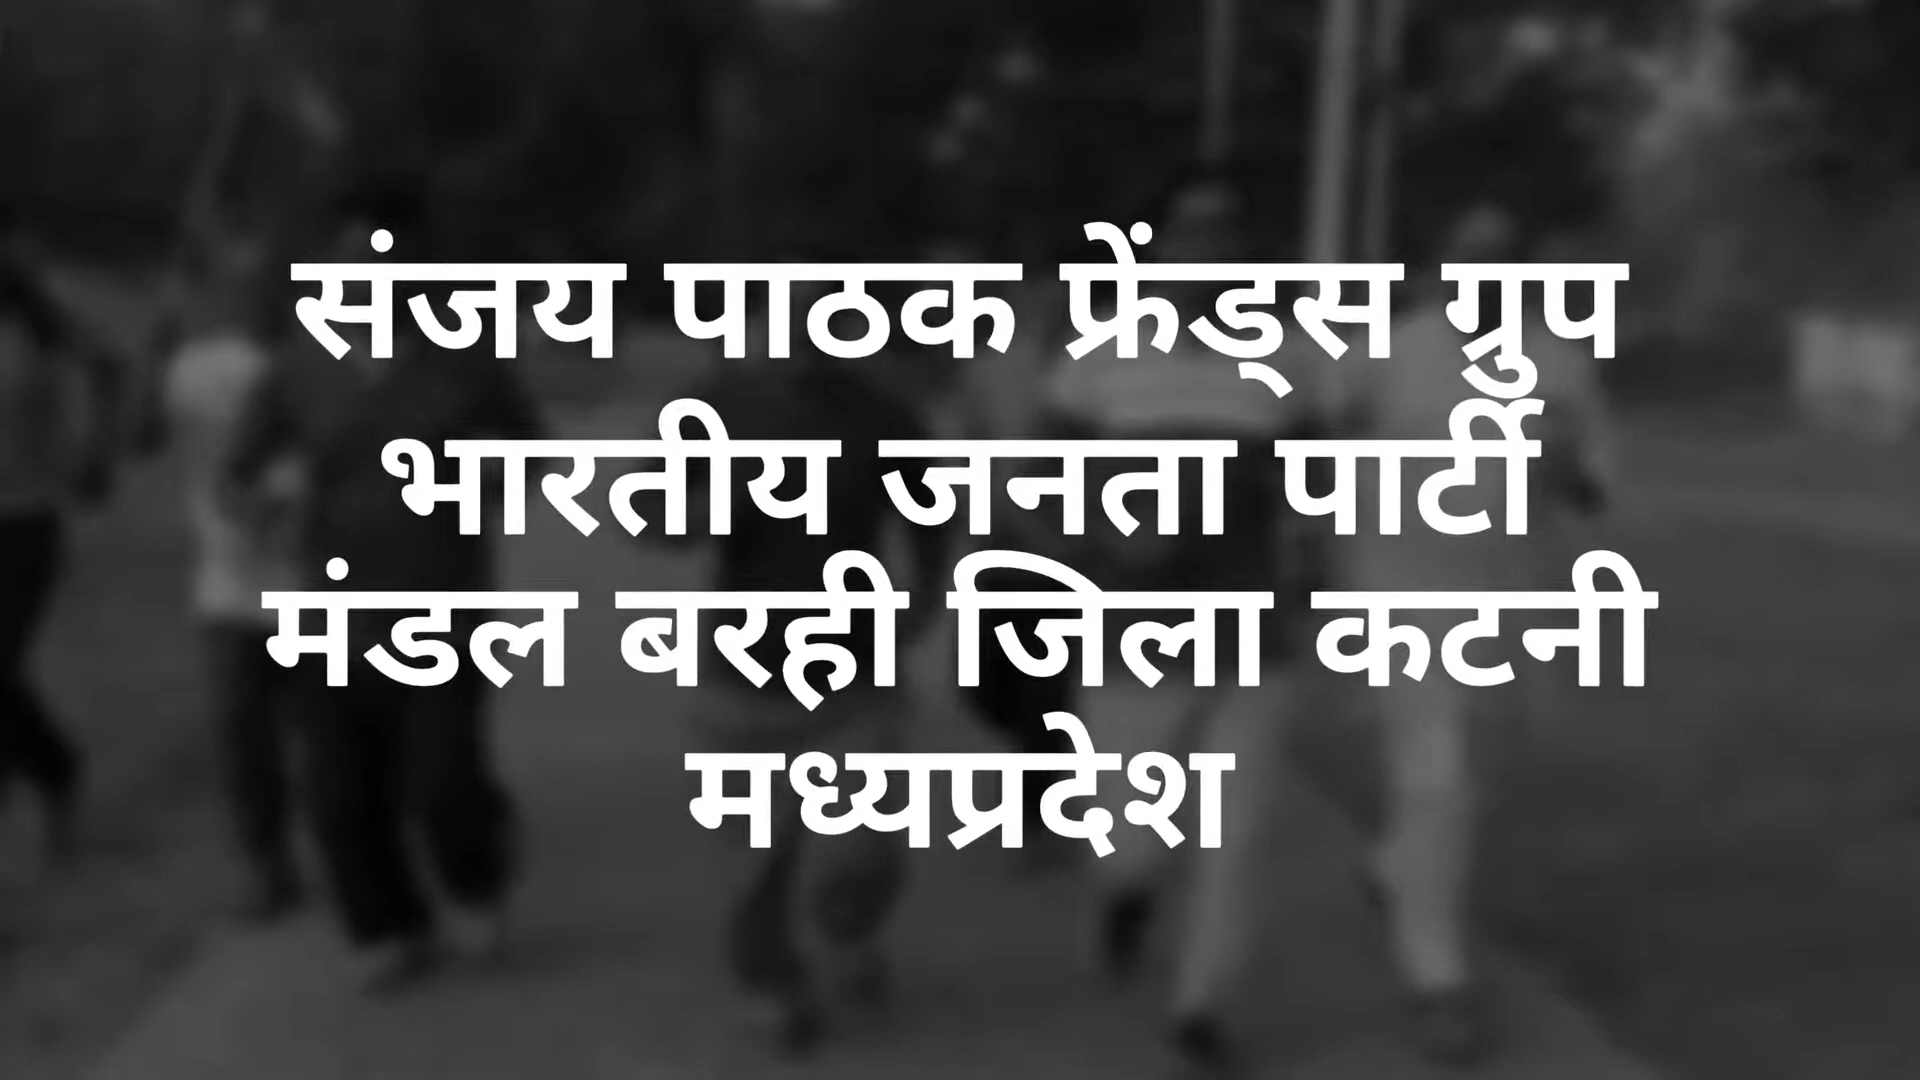 संजय पाठक फ्रेंड्स ग्रुप
भारतीय जनता पार्टी
मंडल बरही जिला कटनी
मध्यप्रदेश